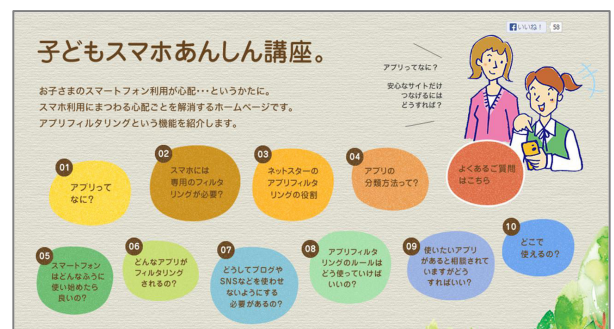 いいね！ 58
子どもスマホあんしん講座。
アプリってなに？
安心なサイトだけ
つなげるには
どうすれば？
お子さまのスマートフォン利用が心配・・・というかたに。
スマホ利用にまつわる心配ごとを解消するホームページです。
アプリフィルタリングという機能を紹介します。
01
アプリって
なに？
02
スマホには
専用のフィルタ
リングが必要？
03
ネットスターの
アプリフィルタ
リングの役割
04
アプリの
分類方法って？
よくあるご質問
はこちら
05
スマートフォン
はどんなふうに
使い始めたら
良いの？
06
どんなアプリが
フィルタリング
されるの？
07
どうしてブログや
SNSなどを使わせ
ないようにする
必要があるの？
08
アプリフィルタ
リングのルールは
どう使っていけば
いいの？
09
使いたいアプリ
があると相談されて
いますがどう
すればいい？
10
どこで
使えるの？